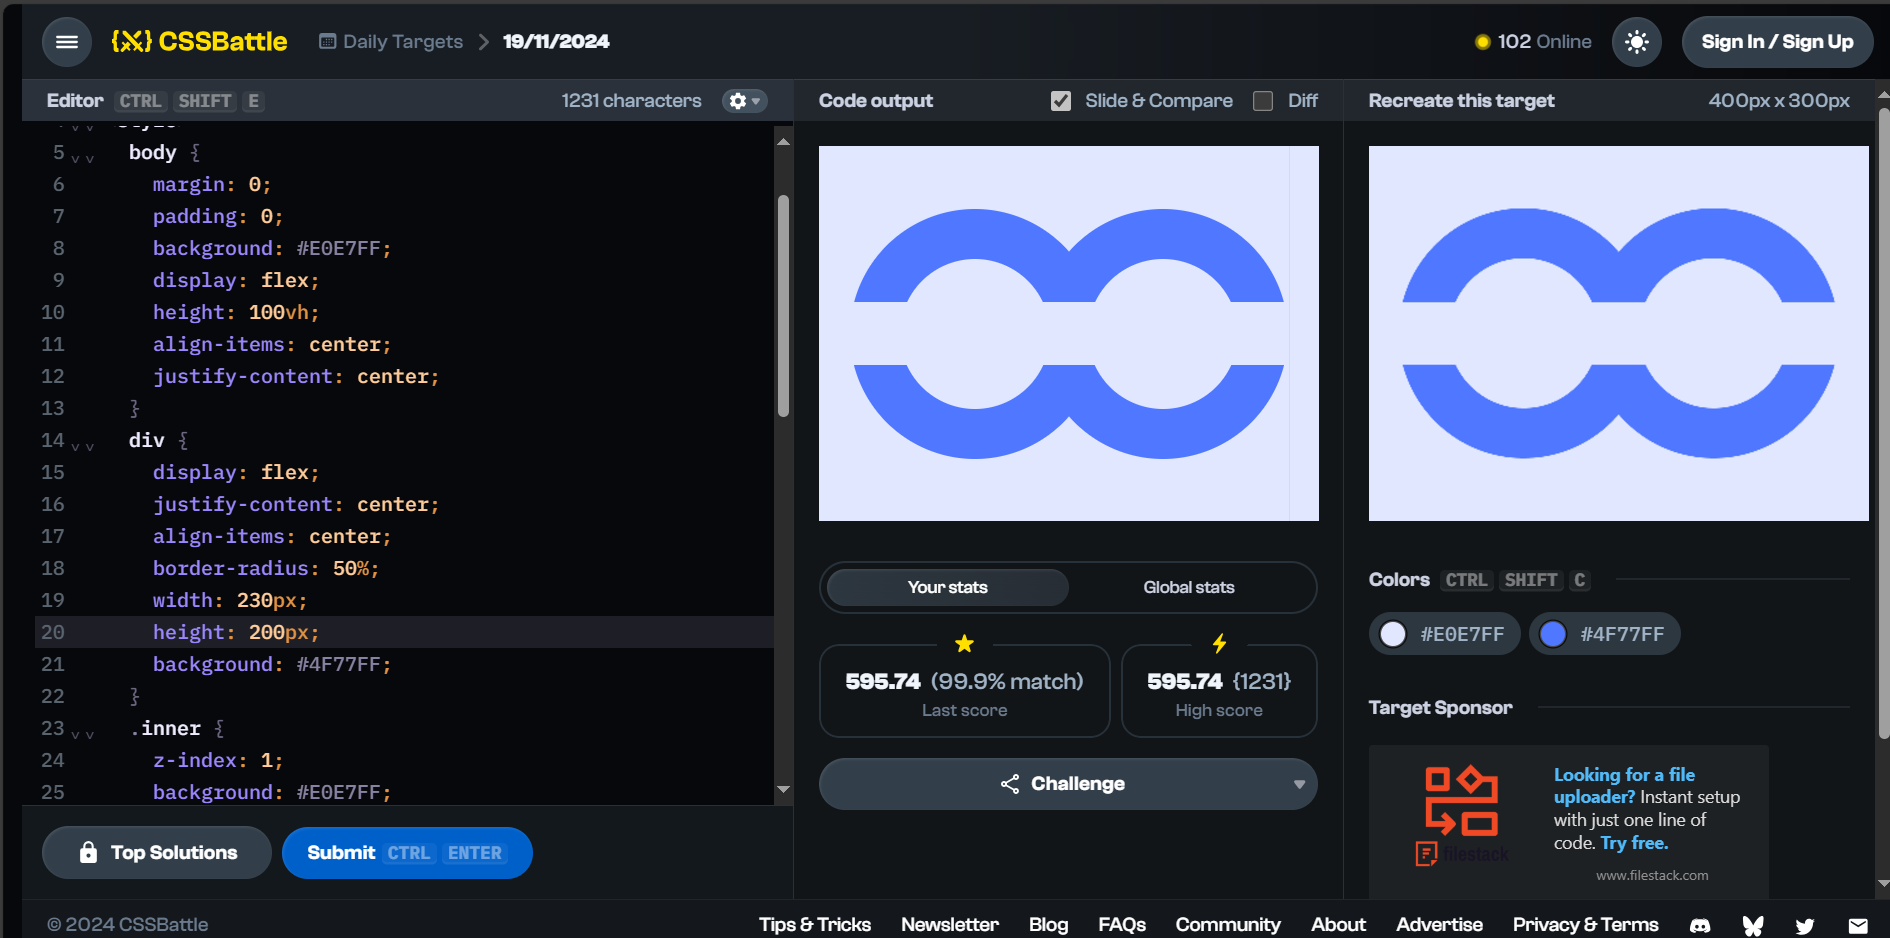 {X} CSSBattle
Daily Targets > 19/11/2024
102 Online
Sign In / Sign Up
Editor CTRL SHIFT E
1231 characters
Code output
Slide & Compare
Diff
Recreate this target
400px x 300px
5 body {
6 margin: 0;
7 padding: 0;
8 background: #E0E7FF;
9 display: flex;
10 height: 100vh;
11 align-items: center;
12 justify-content: center;
13 }
14 div {
15 display: flex;
16 justify-content: center;
17 align-items: center;
18 border-radius: 50%;
19 width: 230px;
20 height: 200px;
21 background: #4F77FF;
22 }
23 .inner {
24 z-index: 1;
25 background: #E0E7FF;
Top Solutions
Submit CTRL ENTER
Your stats
Global stats
595.74 (99.9% match)
Last score
595.74 {1231}
High score
Challenge
Colors CTRL SHIFT C
#E0E7FF
#4F77FF
Target Sponsor
filestack
Looking for a file
uploader? Instant setup
with just one line of
code. Try free.
www.filestack.com
© 2024 CSSBattle
Tips & Tricks
Newsletter
Blog
FAQs
Community
About
Advertise
Privacy & Terms